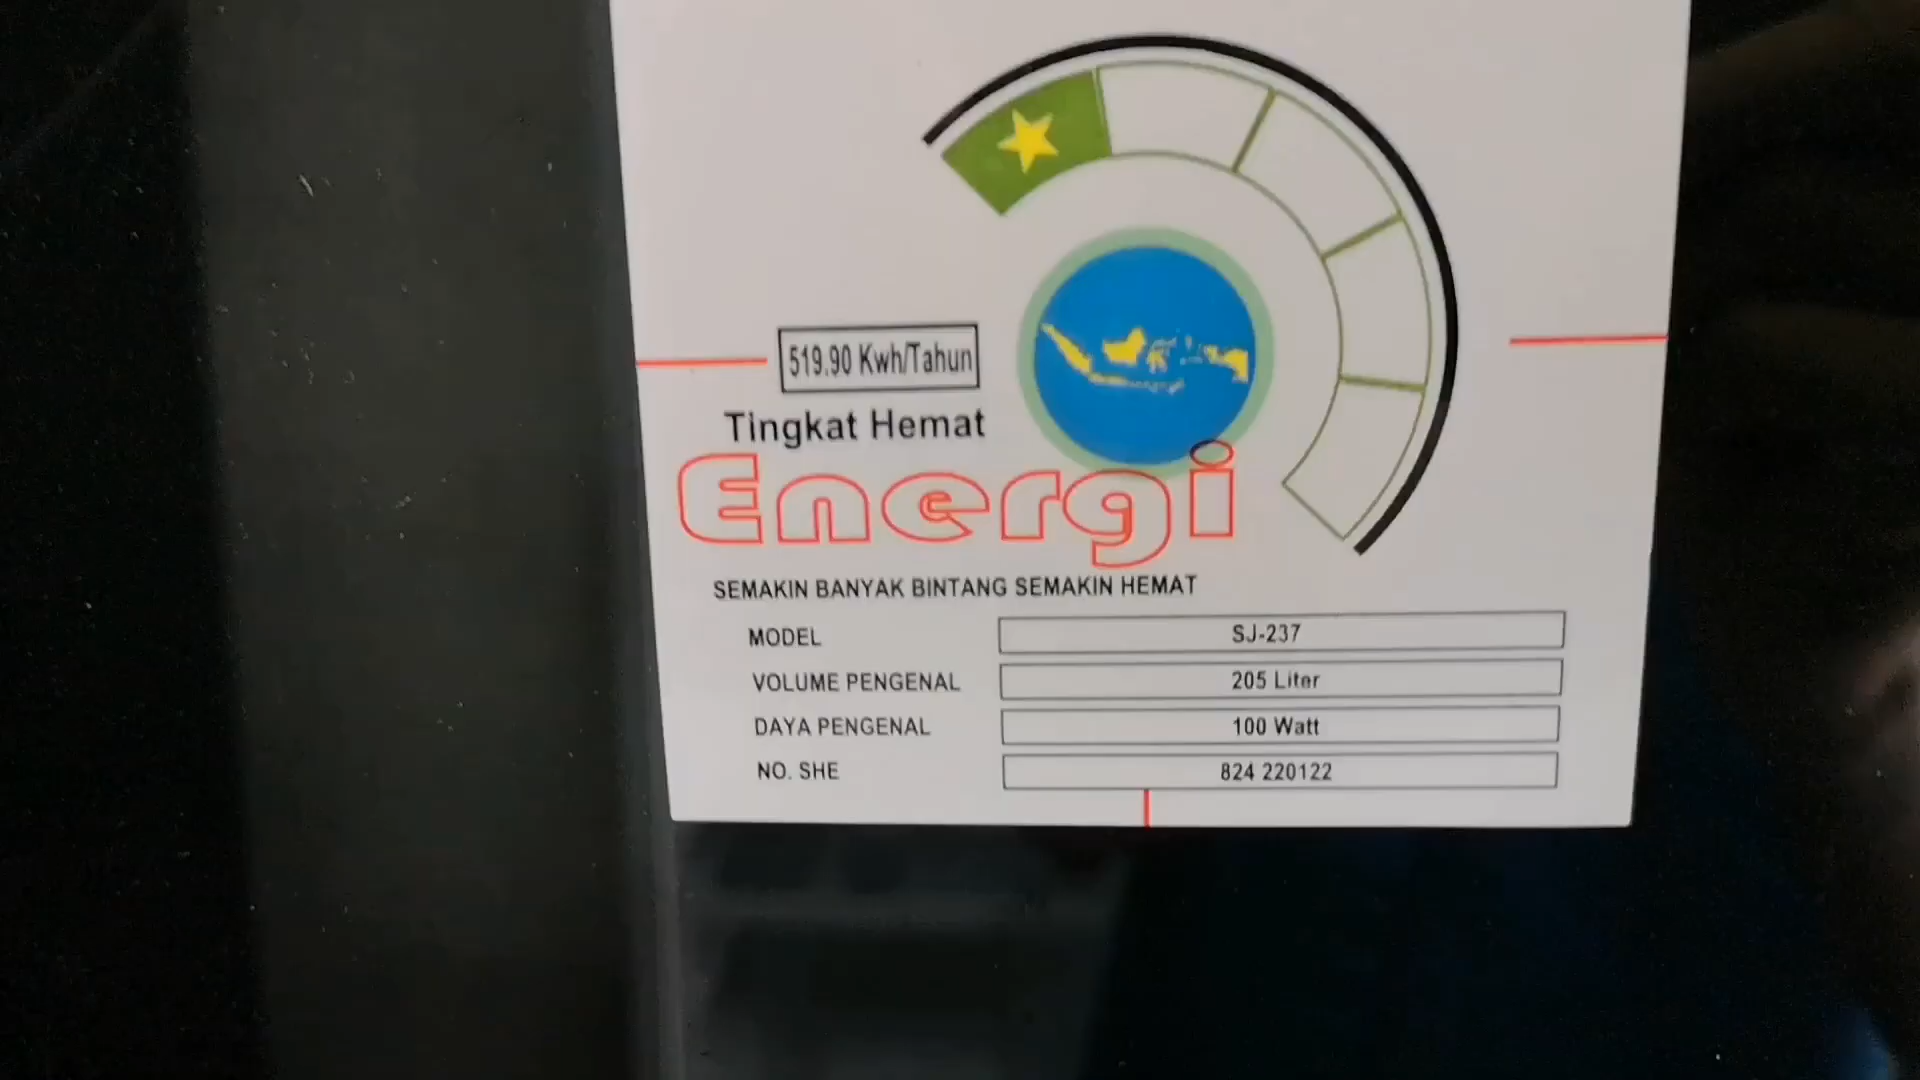 519.90 Kwh/Tahun
Tingkat Hemat
Energi
SEMAKIN BANYAK BINTANG SEMAKIN HEMAT
MODEL SJ-237
VOLUME PENGENAL 205 Liter
DAYA PENGENAL 100 Watt
NO. SHE 824 220122